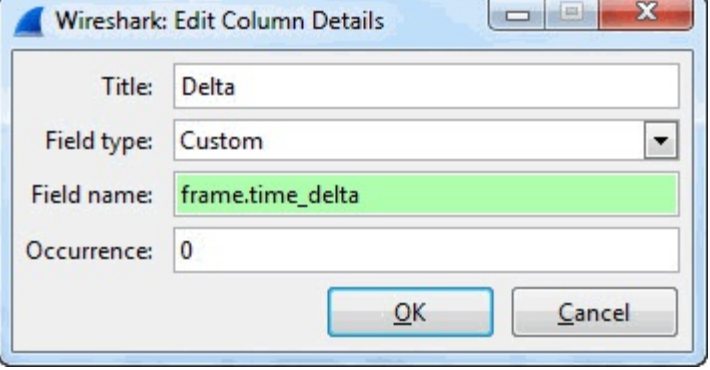 Wireshark: Edit Column Details
Title: Delta
Field type: Custom
Field name: frame.time_delta
Occurrence: 0
OK Cancel